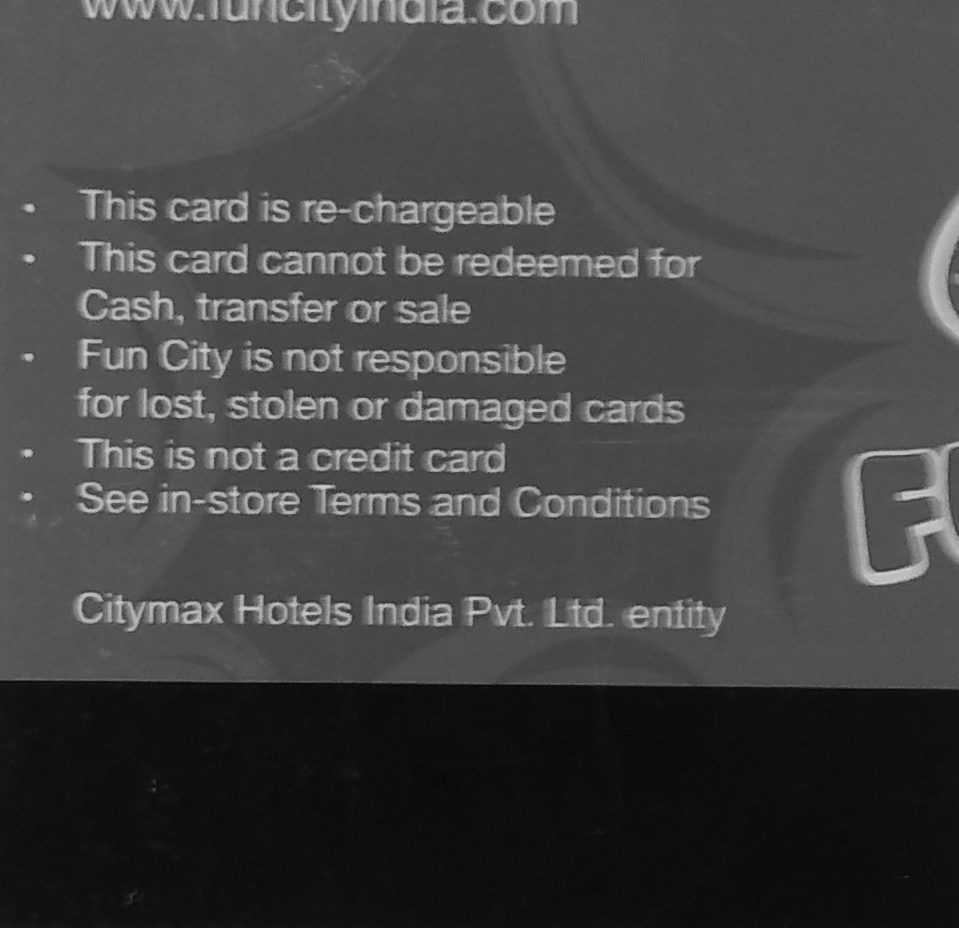 www.funcityindia.com
• This card is re-chargeable
• This card cannot be redeemed for
Cash, transfer or sale
• Fun City is not responsible
for lost, stolen or damaged cards
• This is not a credit card
• See in-store Terms and Conditions
Citymax Hotels India Pvt. Ltd. entity